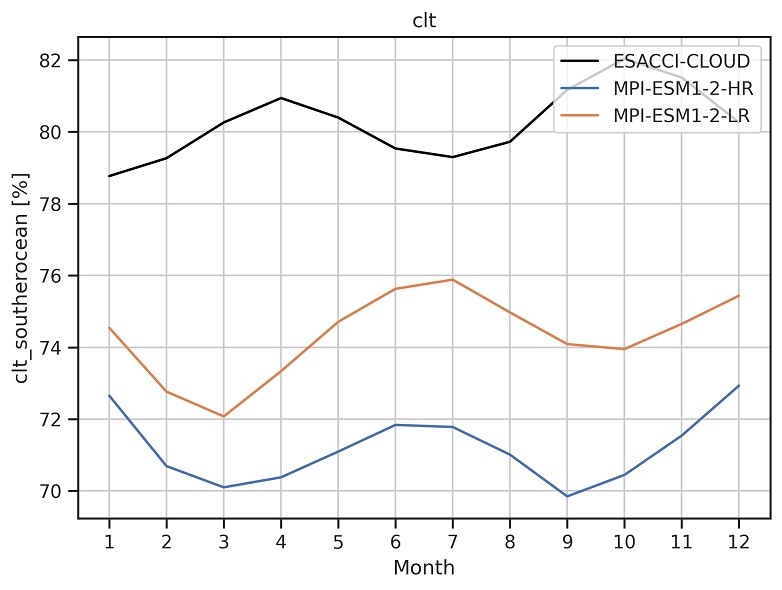 clt
82
80
78
76
74
72
70
clt_southerocean [%]
ESACCI-CLOUD
MPI-ESM1-2-HR
MPI-ESM1-2-LR
1 2 3 4 5 6 7 8 9 10 11 12
Month